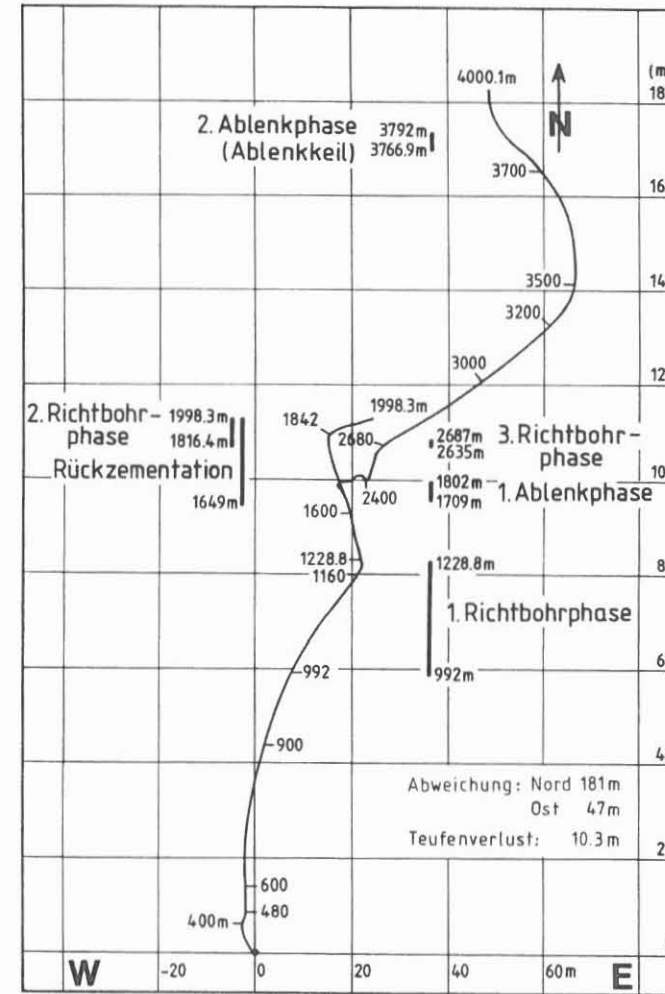 4000.1m
(m
18
N
2. Ablenkphase
(Ablenkkeil)
3792m
3766.9m
3700
16
3500
14
3200
3000
12
2. Richtbohr-
phase
1998.3m
1816.4m
1842
1998.3m
2680
2687m
2635m
3. Richtbohr-
phase
Rückzementation
10
1649m
2400
1802m
1709m
1. Ablenkphase
1600
1228.8
1160
1228.8m
8
1. Richtbohrphase
992
992m
6
900
4
Abweichung: Nord 181m
Ost 47m
Teufenverlust: 10.3m
2
600
480
400m
W
-20
0
20
40
60m
E